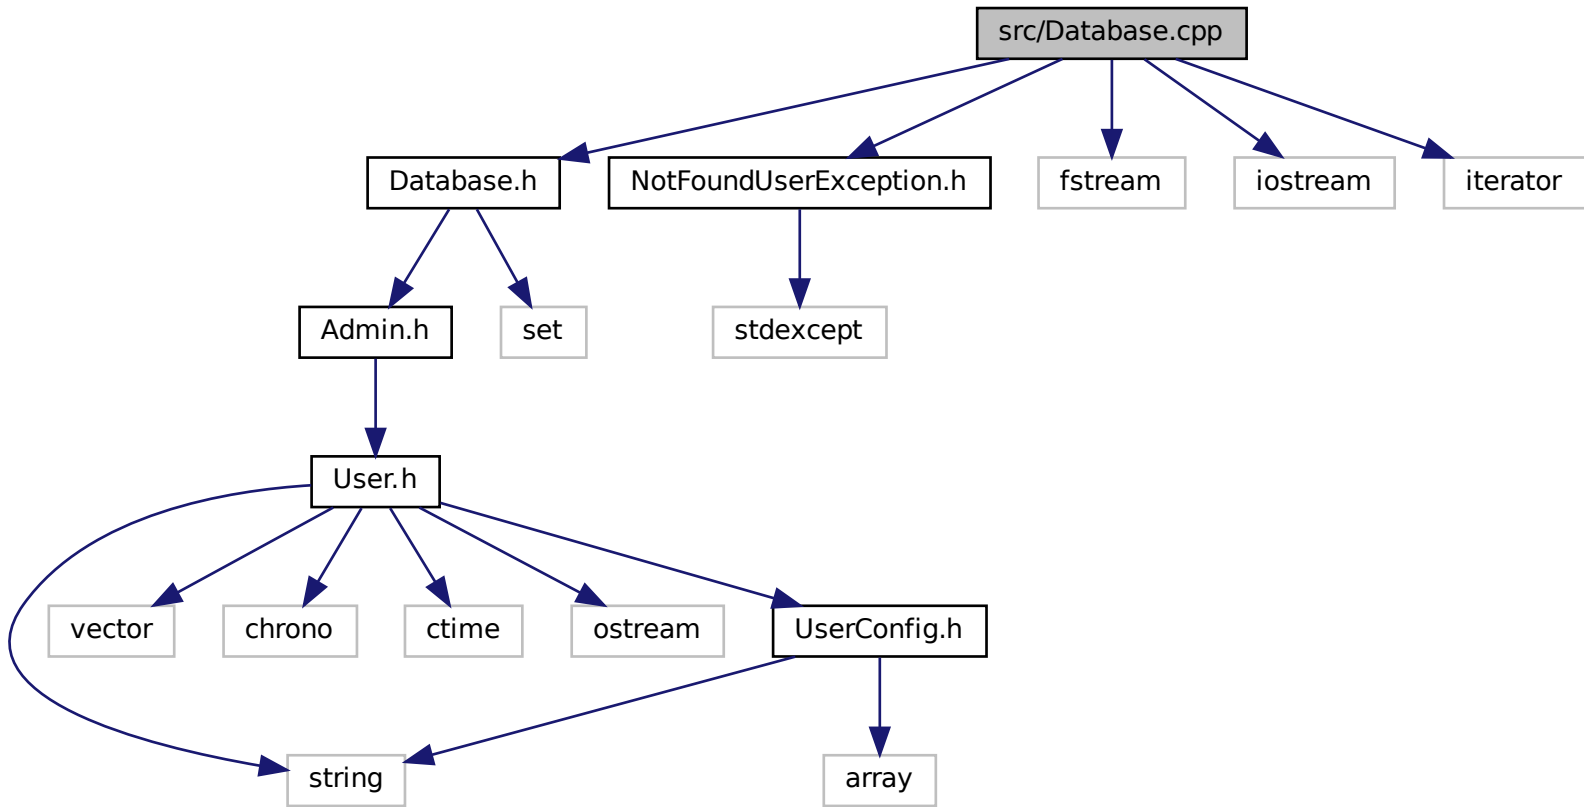 src/Database.cpp
Database.h
NotFoundUserException.h
fstream
iostream
iterator
Admin.h
set
stdexcept
User.h
vector
chrono
ctime
ostream
UserConfig.h
string
array